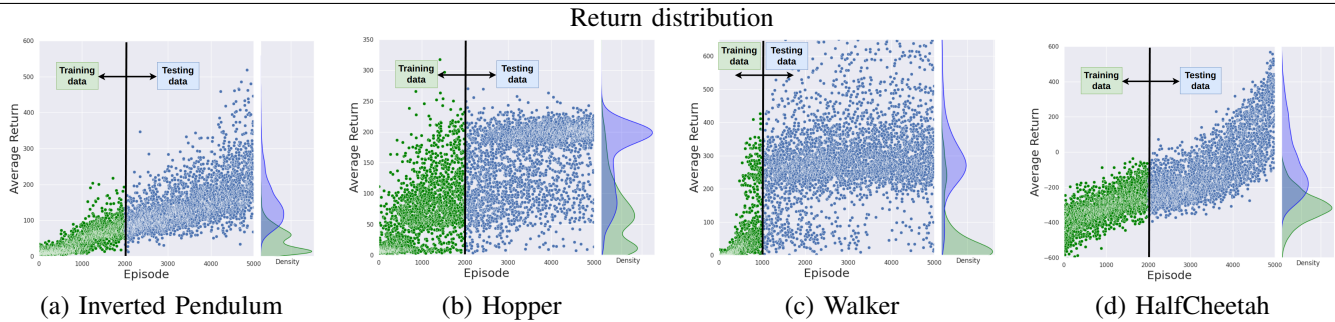 Return distribution
600
500
400
300
200
100
0
Average Return
Training
data
Testing
data
0
1000
2000
3000
4000
5000
Episode
Density
(a) Inverted Pendulum
350
300
250
200
150
100
50
0
Average Return
Training
data
Testing
data
0
1000
2000
3000
4000
5000
Episode
Density
(b) Hopper
600
500
400
300
200
100
0
Average Return
Training
data
Testing
data
0
1000
2000
3000
4000
5000
Episode
Density
(c) Walker
600
400
200
0
−200
−400
−600
Average Return
Training
data
Testing
data
0
1000
2000
3000
4000
5000
Episode
Density
(d) HalfCheetah